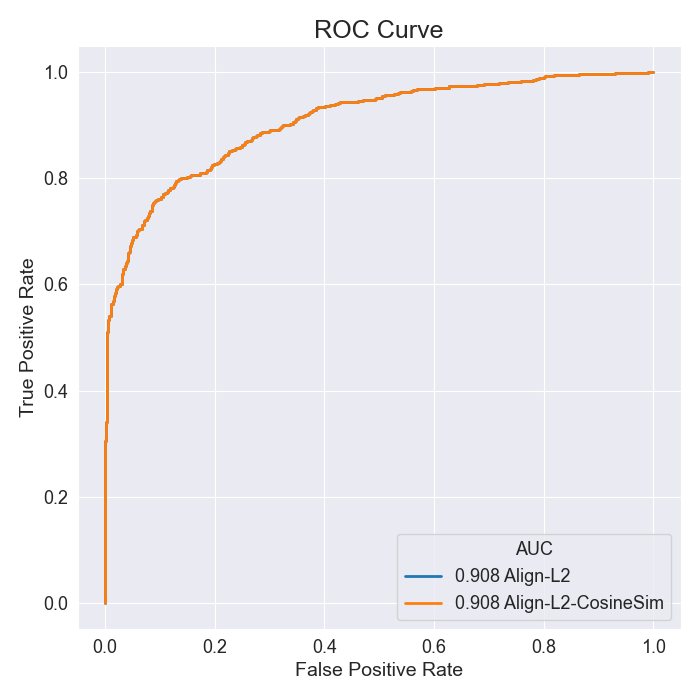 ROC Curve
1.0
0.8
0.6
0.4
0.2
0.0
True Positive Rate
0.0 0.2 0.4 0.6 0.8 1.0
False Positive Rate
AUC
0.908 Align-L2
0.908 Align-L2-CosineSim